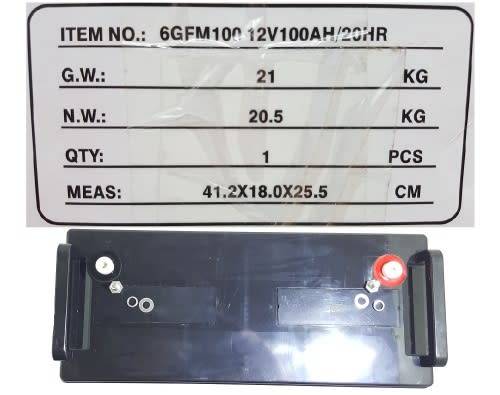 ITEM NO.: 6GFM100 12V100AH/20HR
G.W.: 21 KG
N.W.: 20.5 KG
QTY: 1 PCS
MEAS: 41.2X18.0X25.5 CM